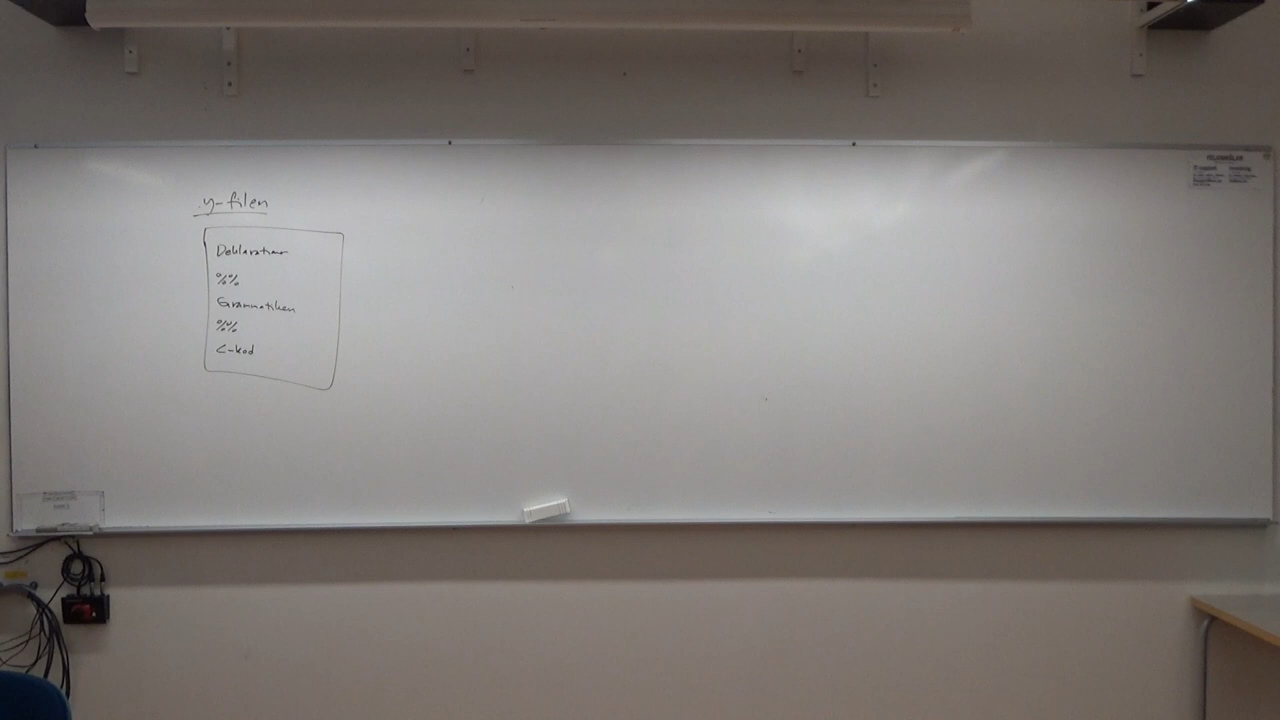 .y-filen
Deklarationer
%%
Grammatiken
%%
C-kod